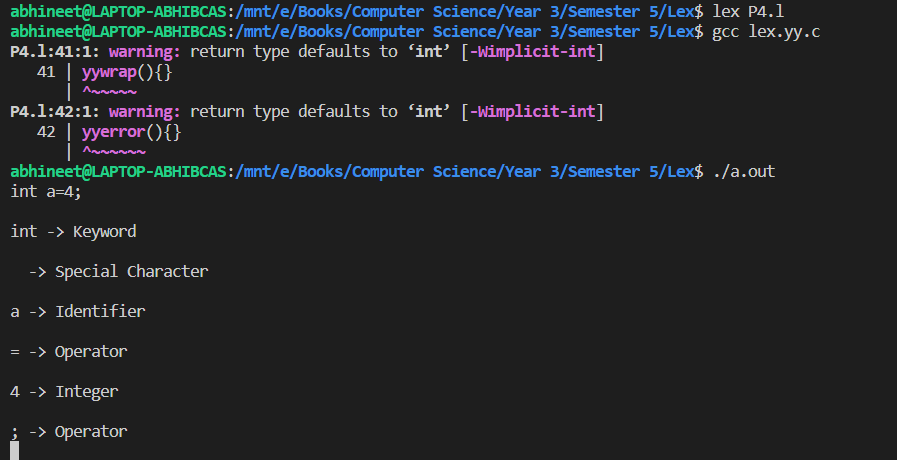 abhineet@LAPTOP-ABHIBCAS:/mnt/e/Books/Computer Science/Year 3/Semester 5/Lex$ lex P4.l
abhineet@LAPTOP-ABHIBCAS:/mnt/e/Books/Computer Science/Year 3/Semester 5/Lex$ gcc lex.yy.c
P4.l:41:1: warning: return type defaults to ‘int’ [-Wimplicit-int]
   41 | yywrap(){}
      | ^~~~~~
P4.l:42:1: warning: return type defaults to ‘int’ [-Wimplicit-int]
   42 | yyerror(){}
      | ^~~~~~~
abhineet@LAPTOP-ABHIBCAS:/mnt/e/Books/Computer Science/Year 3/Semester 5/Lex$ ./a.out
int a=4;
int -> Keyword
  -> Special Character
a -> Identifier
= -> Operator
4 -> Integer
; -> Operator